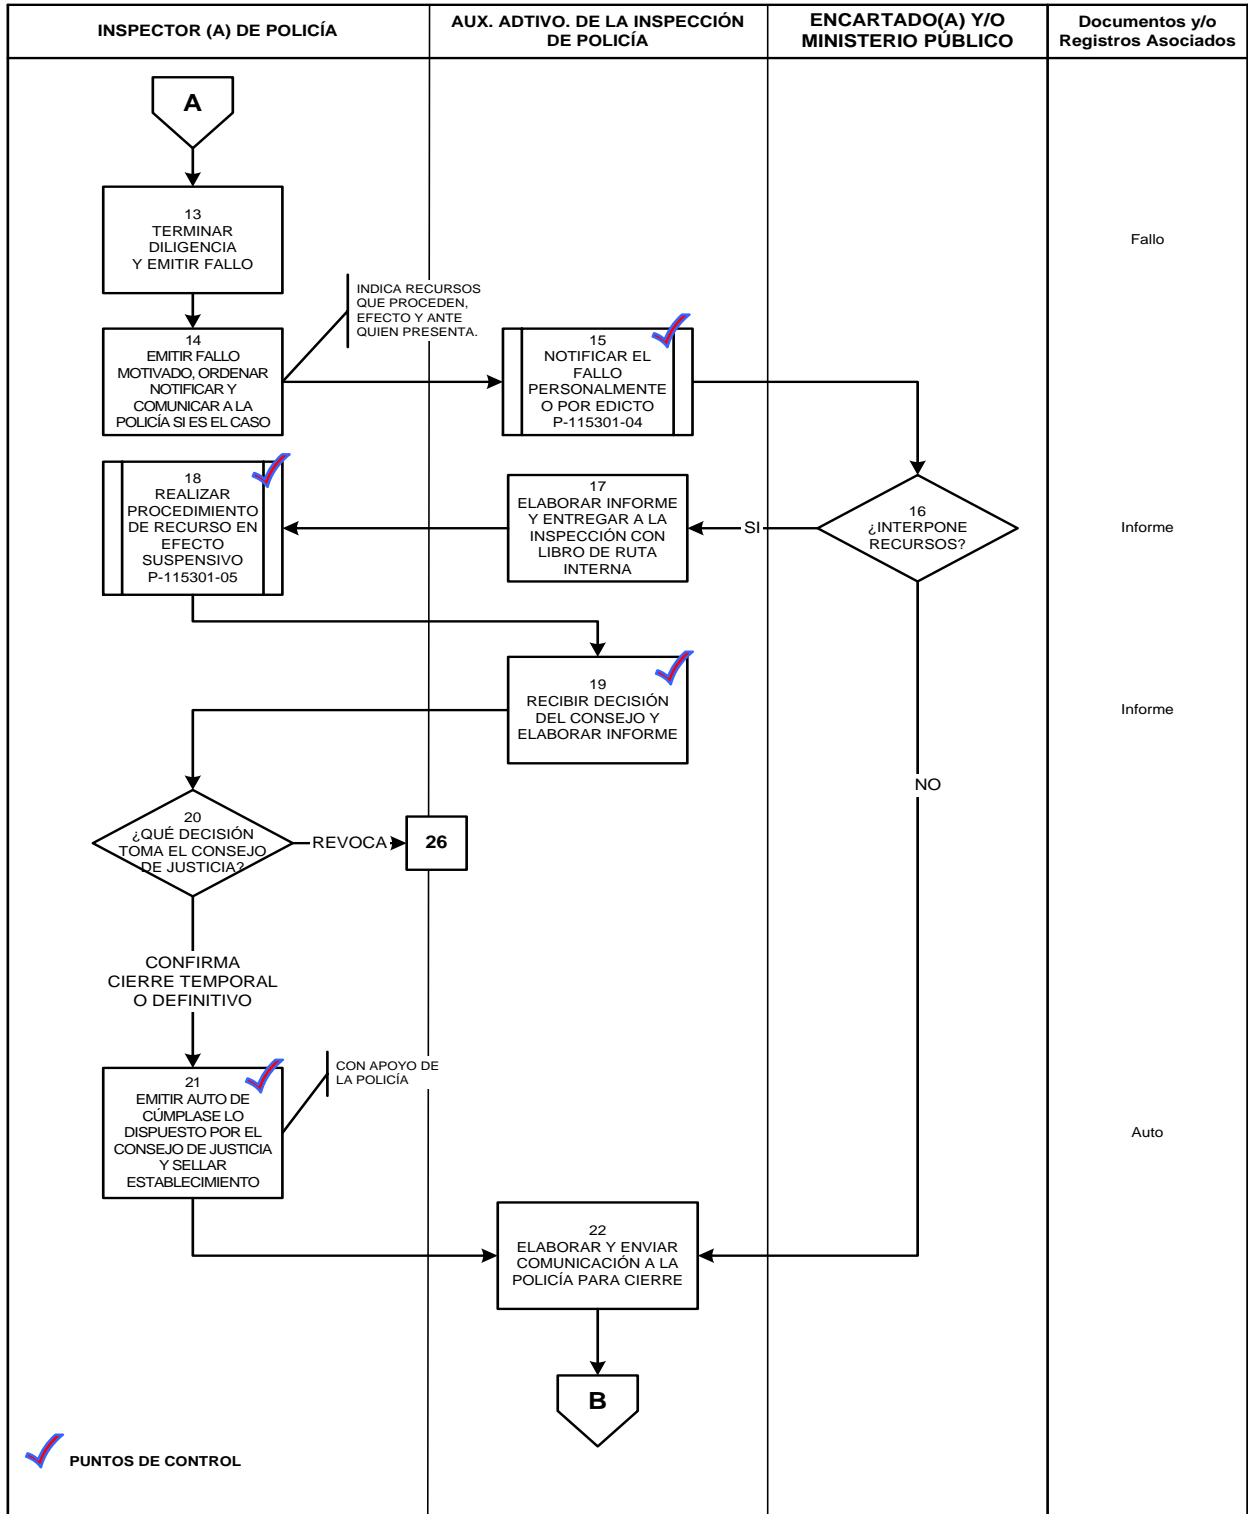 INSPECTOR (A) DE POLICÍA
AUX. ADTIVO. DE LA INSPECCIÓN
DE POLICÍA
ENCARTADO(A) Y/O
MINISTERIO PÚBLICO
Documentos y/o
Registros Asociados
A
13
TERMINAR
DILIGENCIA
Y EMITIR FALLO
Fallo
INDICA RECURSOS
QUE PROCEDEN,
EFECTO Y ANTE
QUIEN PRESENTA.
14
EMITIR FALLO
MOTIVADO, ORDENAR
NOTIFICAR Y
COMUNICAR A LA
POLICÍA SI ES EL CASO
15
NOTIFICAR EL
FALLO
PERSONALMENTE
O POR EDICTO
P-115301-04
18
REALIZAR
PROCEDIMIENTO
DE RECURSO EN
EFECTO
SUSPENSIVO
P-115301-05
17
ELABORAR INFORME
Y ENTREGAR A LA
INSPECCIÓN CON
LIBRO DE RUTA
INTERNA
SI
16
¿INTERPONE
RECURSOS?
Informe
19
RECIBIR DECISIÓN
DEL CONSEJO Y
ELABORAR INFORME
Informe
NO
20
¿QUÉ DECISIÓN
TOMA EL CONSEJO
DE JUSTICIA?
REVOCA
26
CONFIRMA
CIERRE TEMPORAL
O DEFINITIVO
CON APOYO DE
LA POLICÍA
21
EMITIR AUTO DE
CÚMPLASE LO
DISPUESTO POR EL
CONSEJO DE JUSTICIA
Y SELLAR
ESTABLECIMIENTO
Auto
22
ELABORAR Y ENVIAR
COMUNICACIÓN A LA
POLICÍA PARA CIERRE
B
PUNTOS DE CONTROL